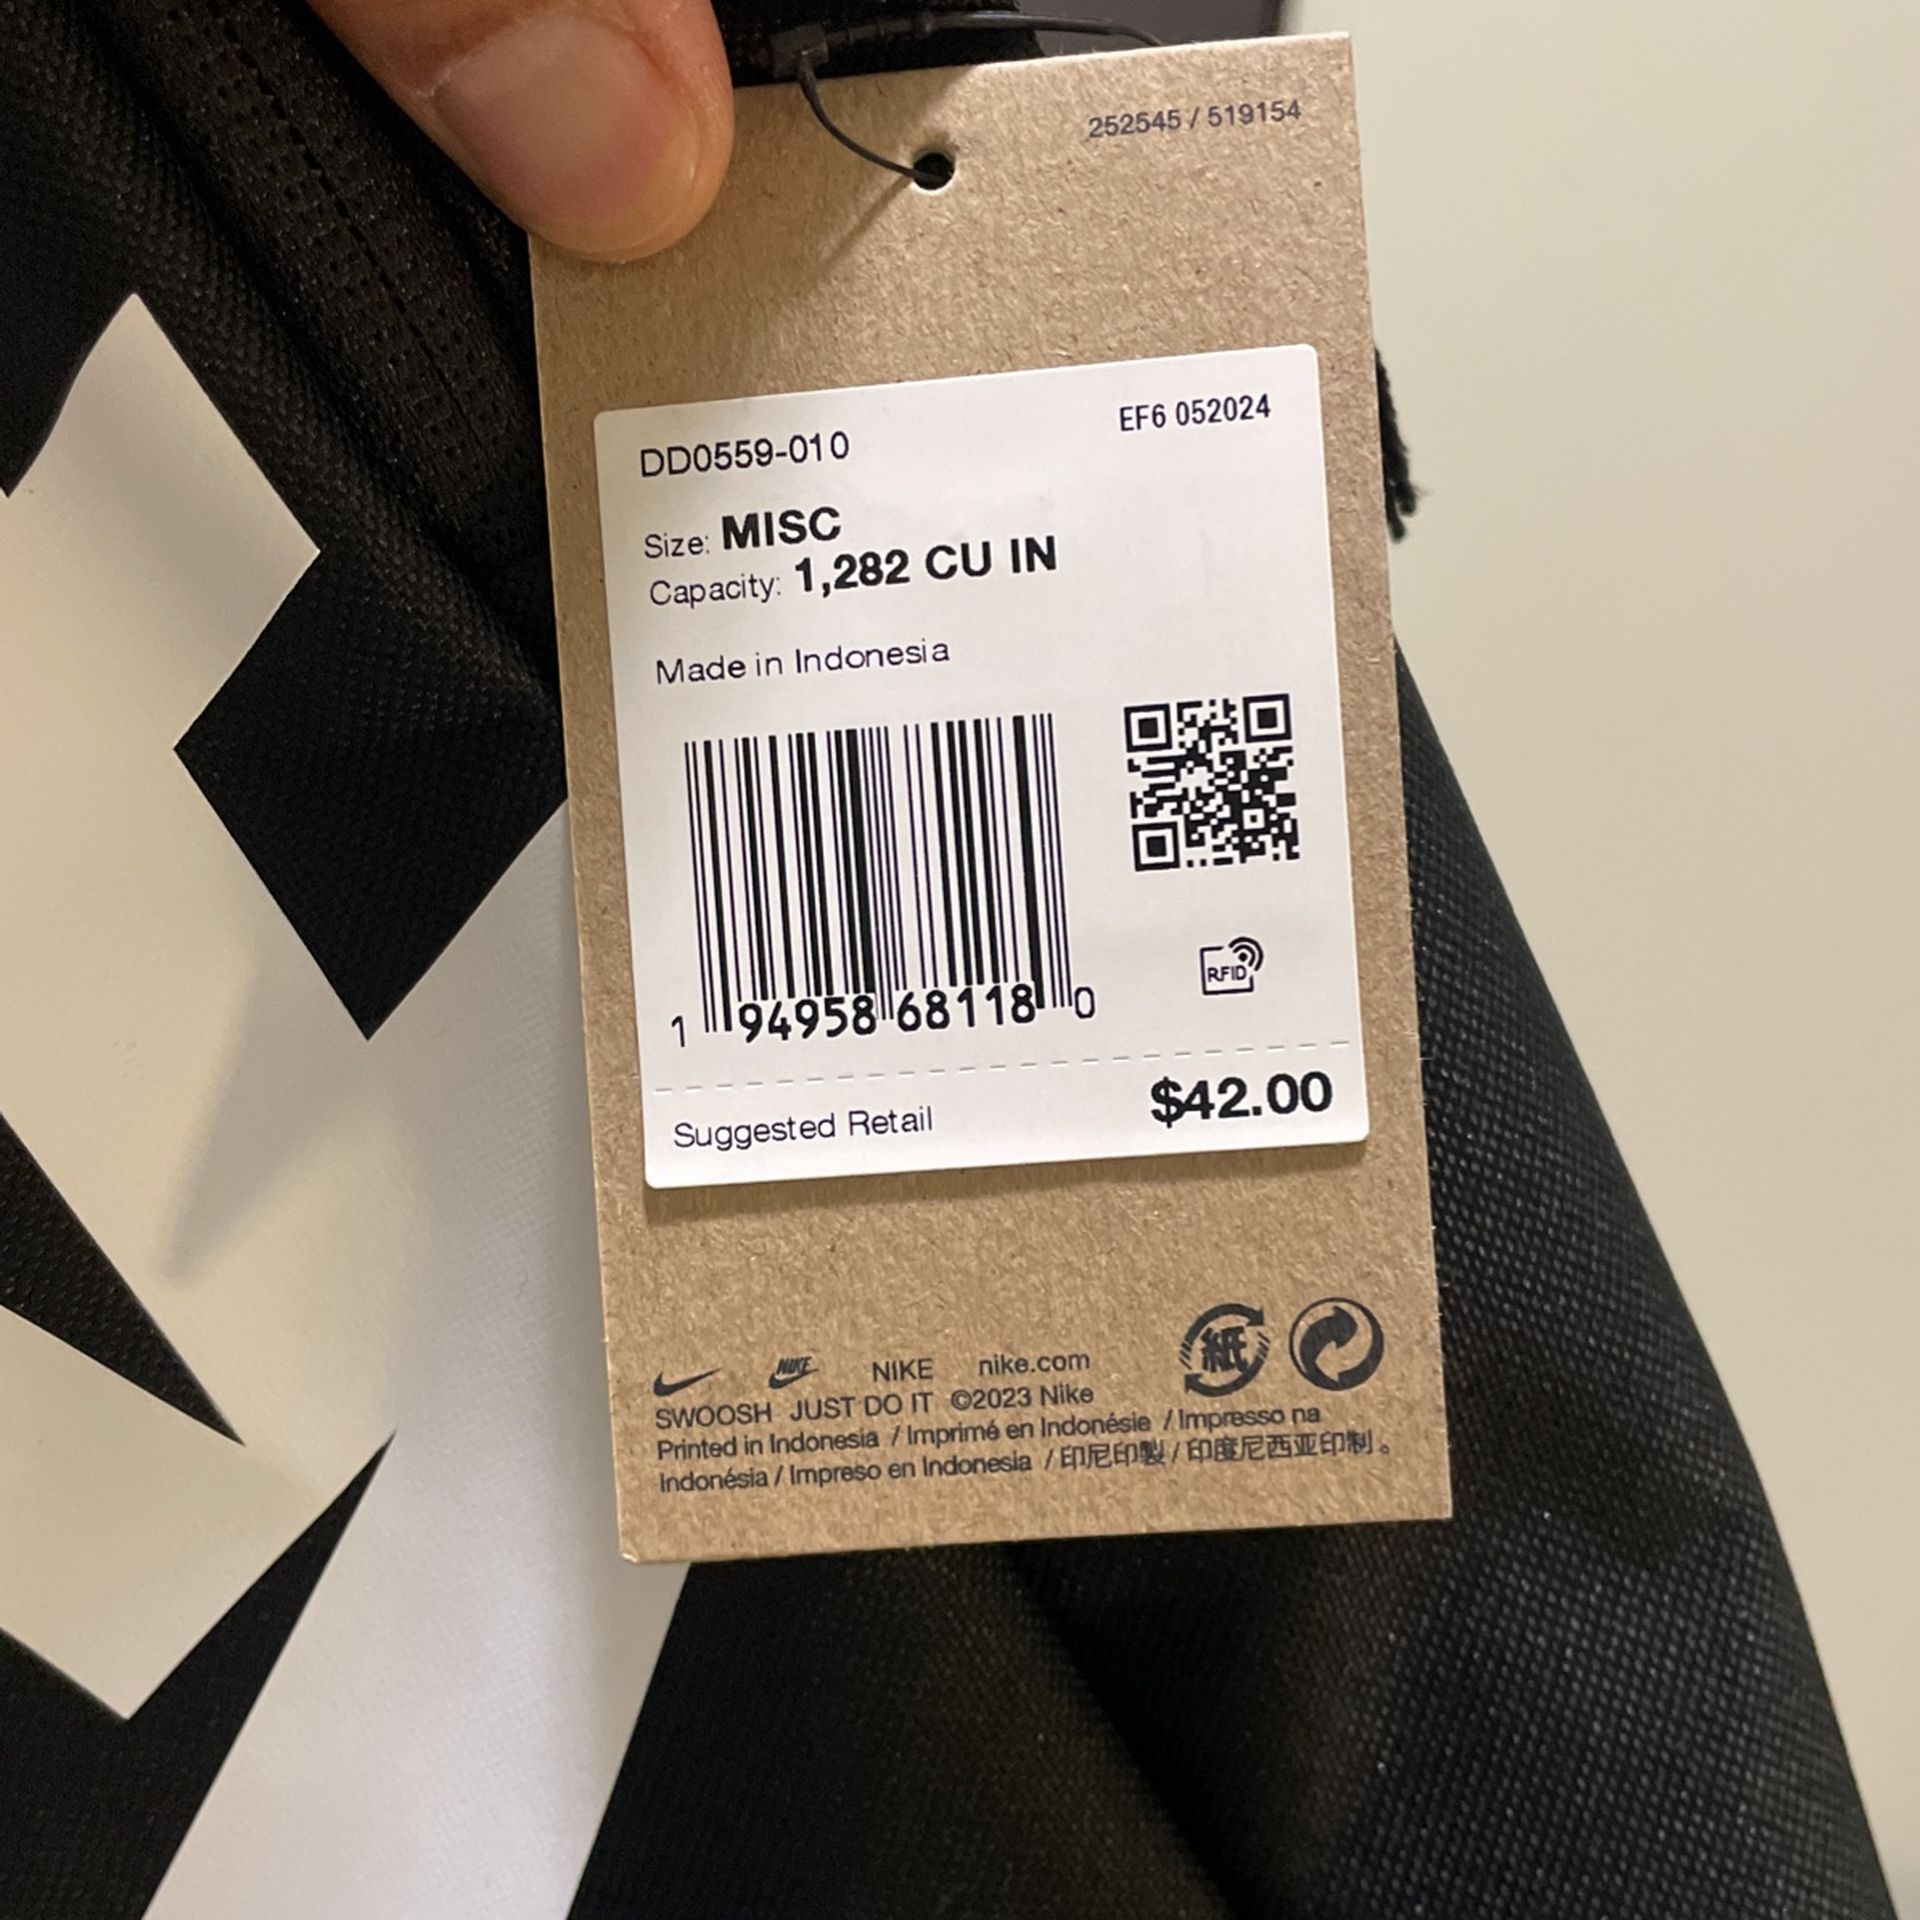 252545 / 519154
DD0559-010
EF6 052024
Size: MISC
Capacity: 1,282 CU IN
Made in Indonesia
RFID
1 94958 68118 0
Suggested Retail $42.00
NIKE NIKE nike.com
紙
SWOOSH JUST DO IT ©2023 Nike
Printed in Indonesia / Imprimé en Indonésie / Impresso na
Indonésia / Impreso en Indonesia / 印尼印製 / 印度尼西亚印制。